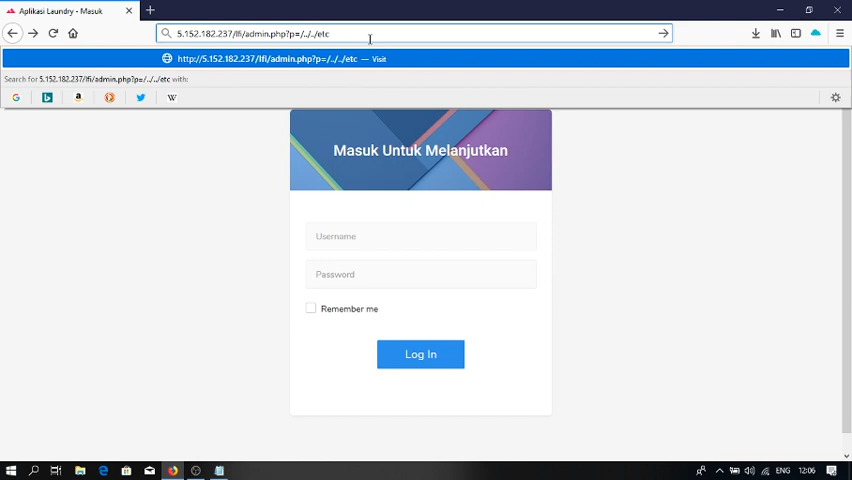 Aplikasi Laundry - Masuk
5.152.182.237/lfi/admin.php?p=/../../etc
http://5.152.182.237/lfi/admin.php?p=/../../etc — Visit
Search for 5.152.182.237/lfi/admin.php?p=/../../etc with:
G
a
W
Masuk Untuk Melanjutkan
Username
Password
Remember me
Log In
ENG 12:06